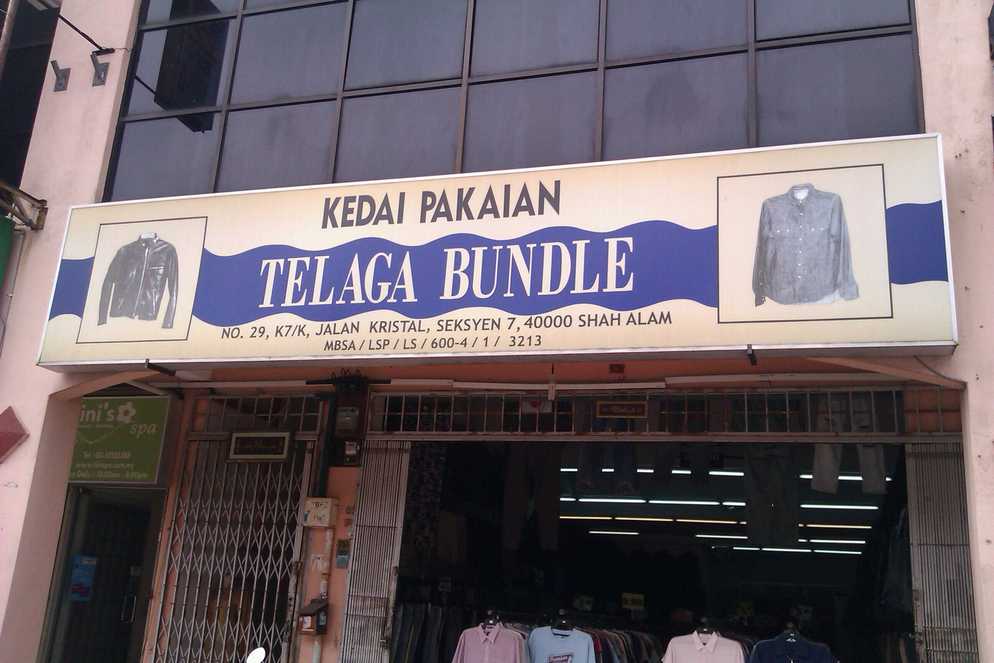 KEDAI PAKAIAN
TELAGA BUNDLE
NO. 29, K7/K, JALAN KRISTAL, SEKSYEN 7, 40000 SHAH ALAM
MBSA / LSP / LS / 600-4 / 1 / 3213
ini's
spa